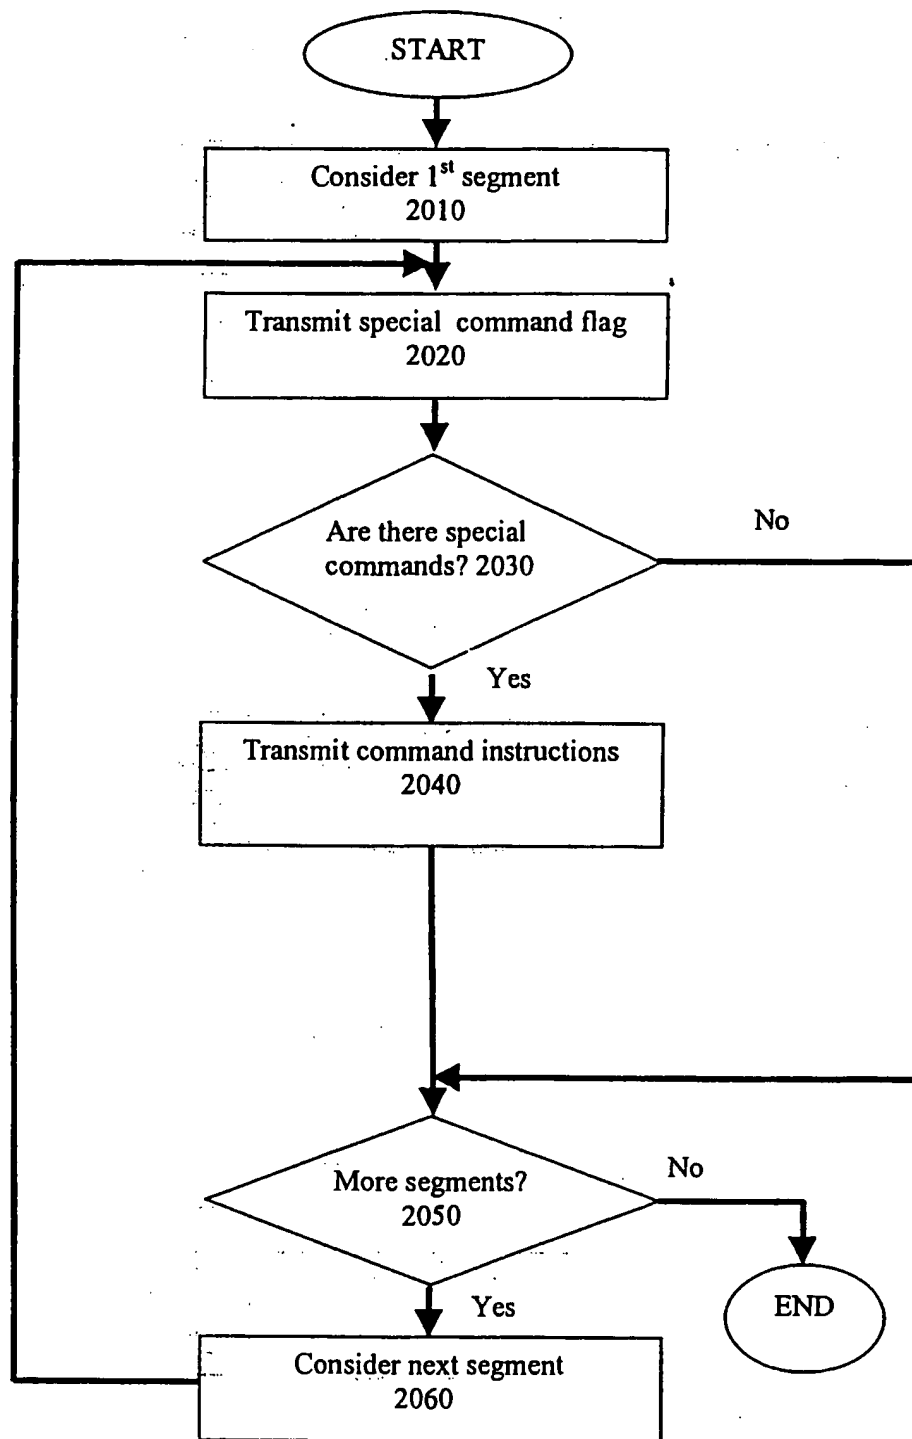 START
Consider 1st segment
2010
Transmit special command flag
2020
Are there special
commands? 2030
No
Yes
Transmit command instructions
2040
More segments?
2050
No
Yes
END
Consider next segment
2060